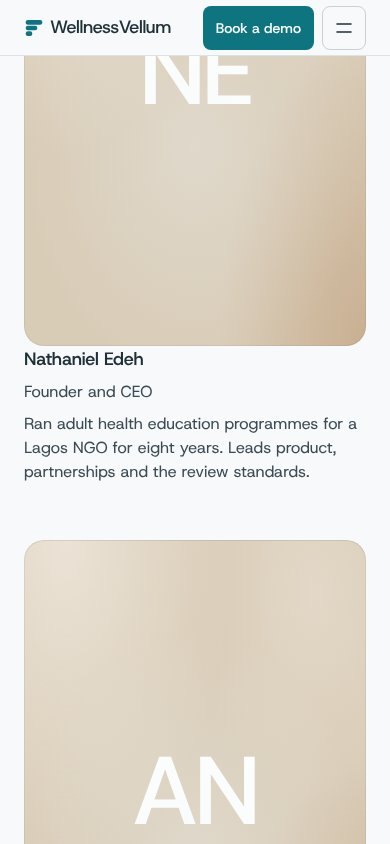 WellnessVellum
Book a demo
NE
Nathaniel Edeh
Founder and CEO
Ran adult health education programmes for a
Lagos NGO for eight years. Leads product,
partnerships and the review standards.
AN